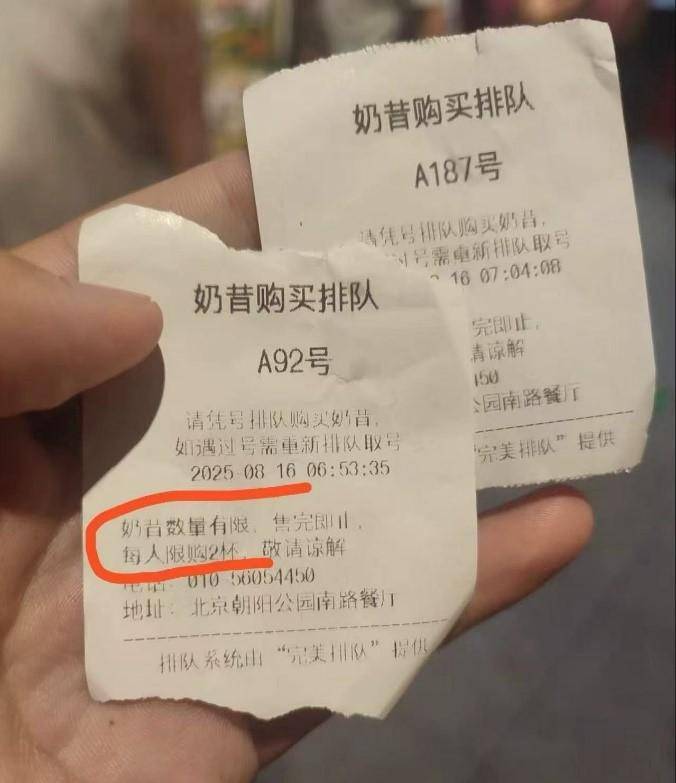 奶昔购买排队
A187号
请凭号排队购买奶昔，
过号需重新排队取号
16 07:04:08
完即止，
请谅解
450
公园南路餐厅
“完美排队”提供
奶昔购买排队
A92号
请凭号排队购买奶昔，
如遇过号需重新排队取号
2025-08-16 06:53:35
奶昔数量有限，售完即止，
每人限购2杯，敬请谅解
电话：010-56054450
地址：北京朝阳公园南路餐厅
排队系统由“完美排队”提供